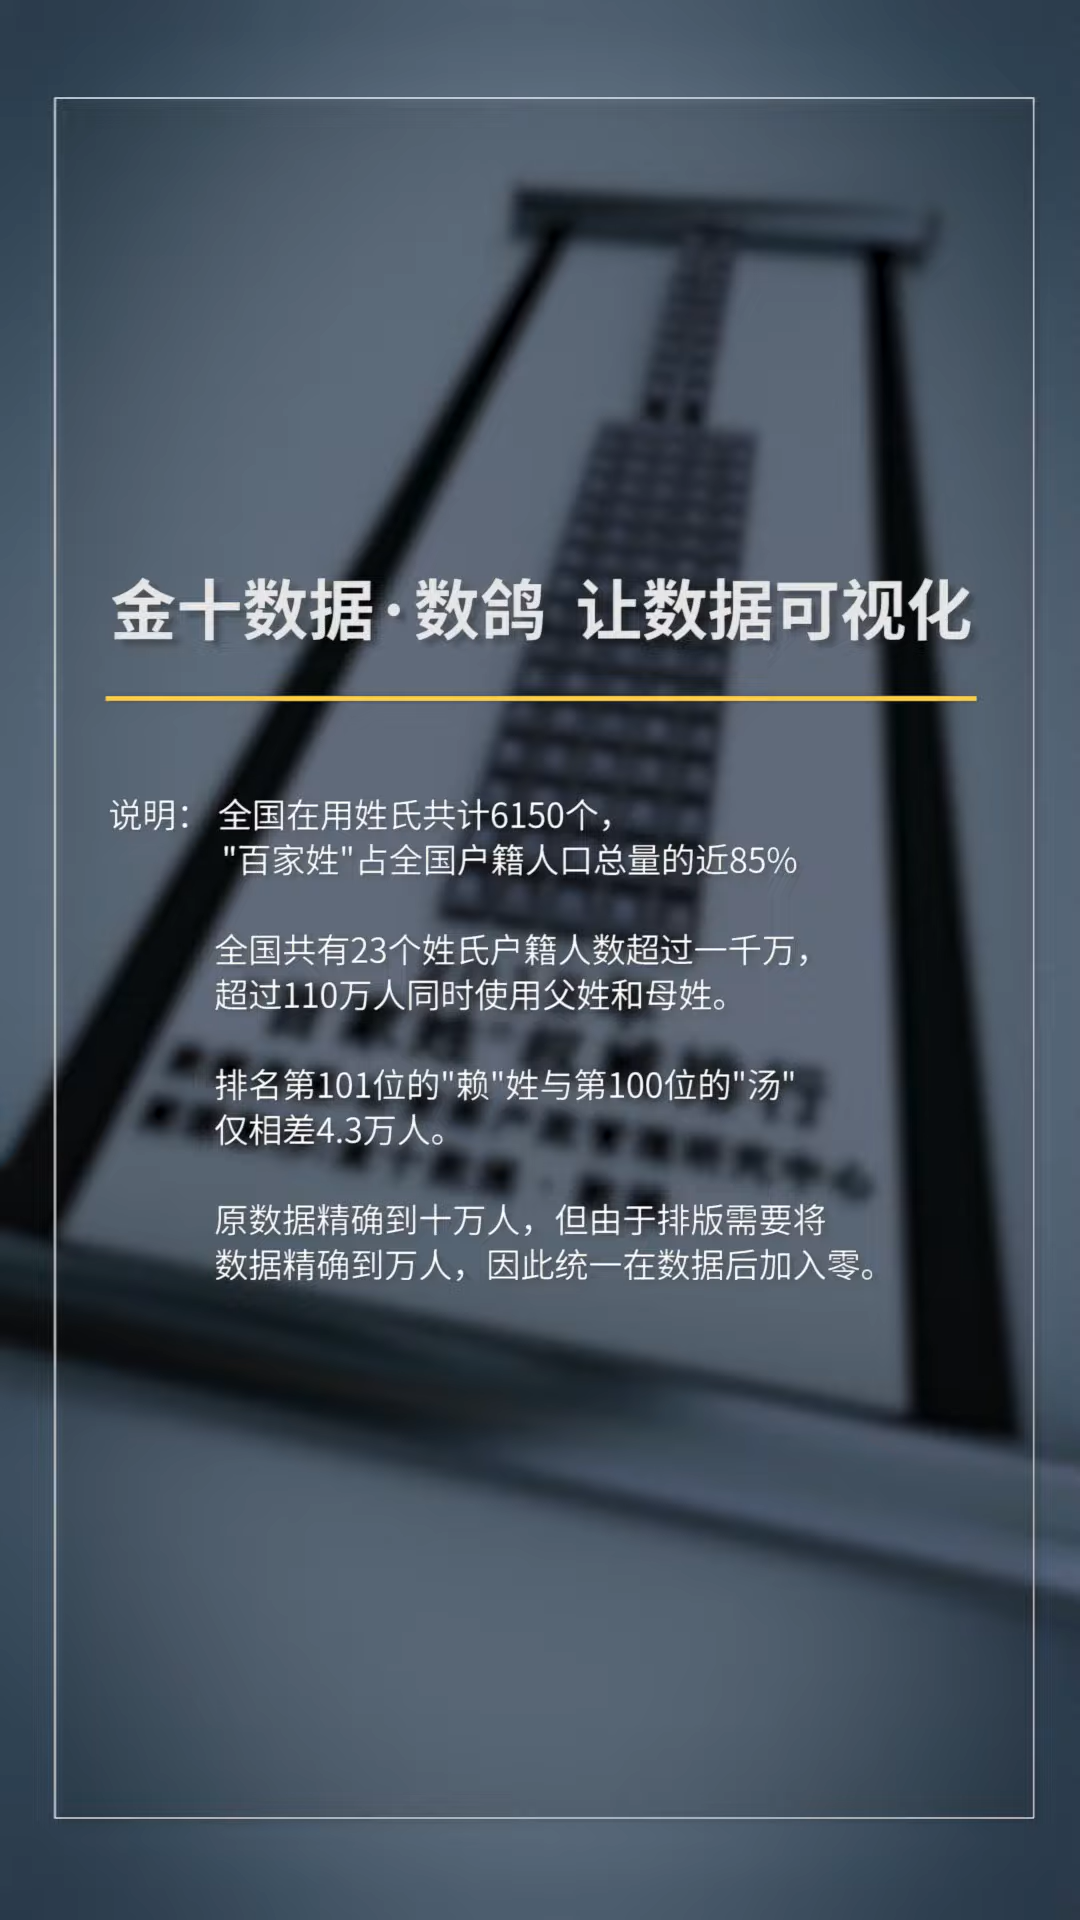 金十数据·数鸽 让数据可视化
说明： 全国在用姓氏共计6150个，
"百家姓"占全国户籍人口总量的近85%
全国共有23个姓氏户籍人数超过一千万，
超过110万人同时使用父姓和母姓。
排名第101位的"赖"姓与第100位的"汤"
仅相差4.3万人。
原数据精确到十万人，但由于排版需要将
数据精确到万人，因此统一在数据后加入零。